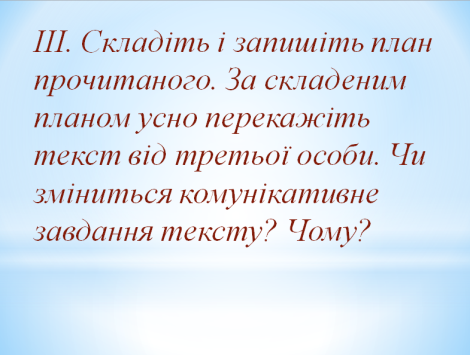 ІІІ. Складіть і запишіть план
прочитаного. За складеним
планом усно перекажіть
текст від третьої особи. Чи
зміниться комунікативне
завдання тексту? Чому?